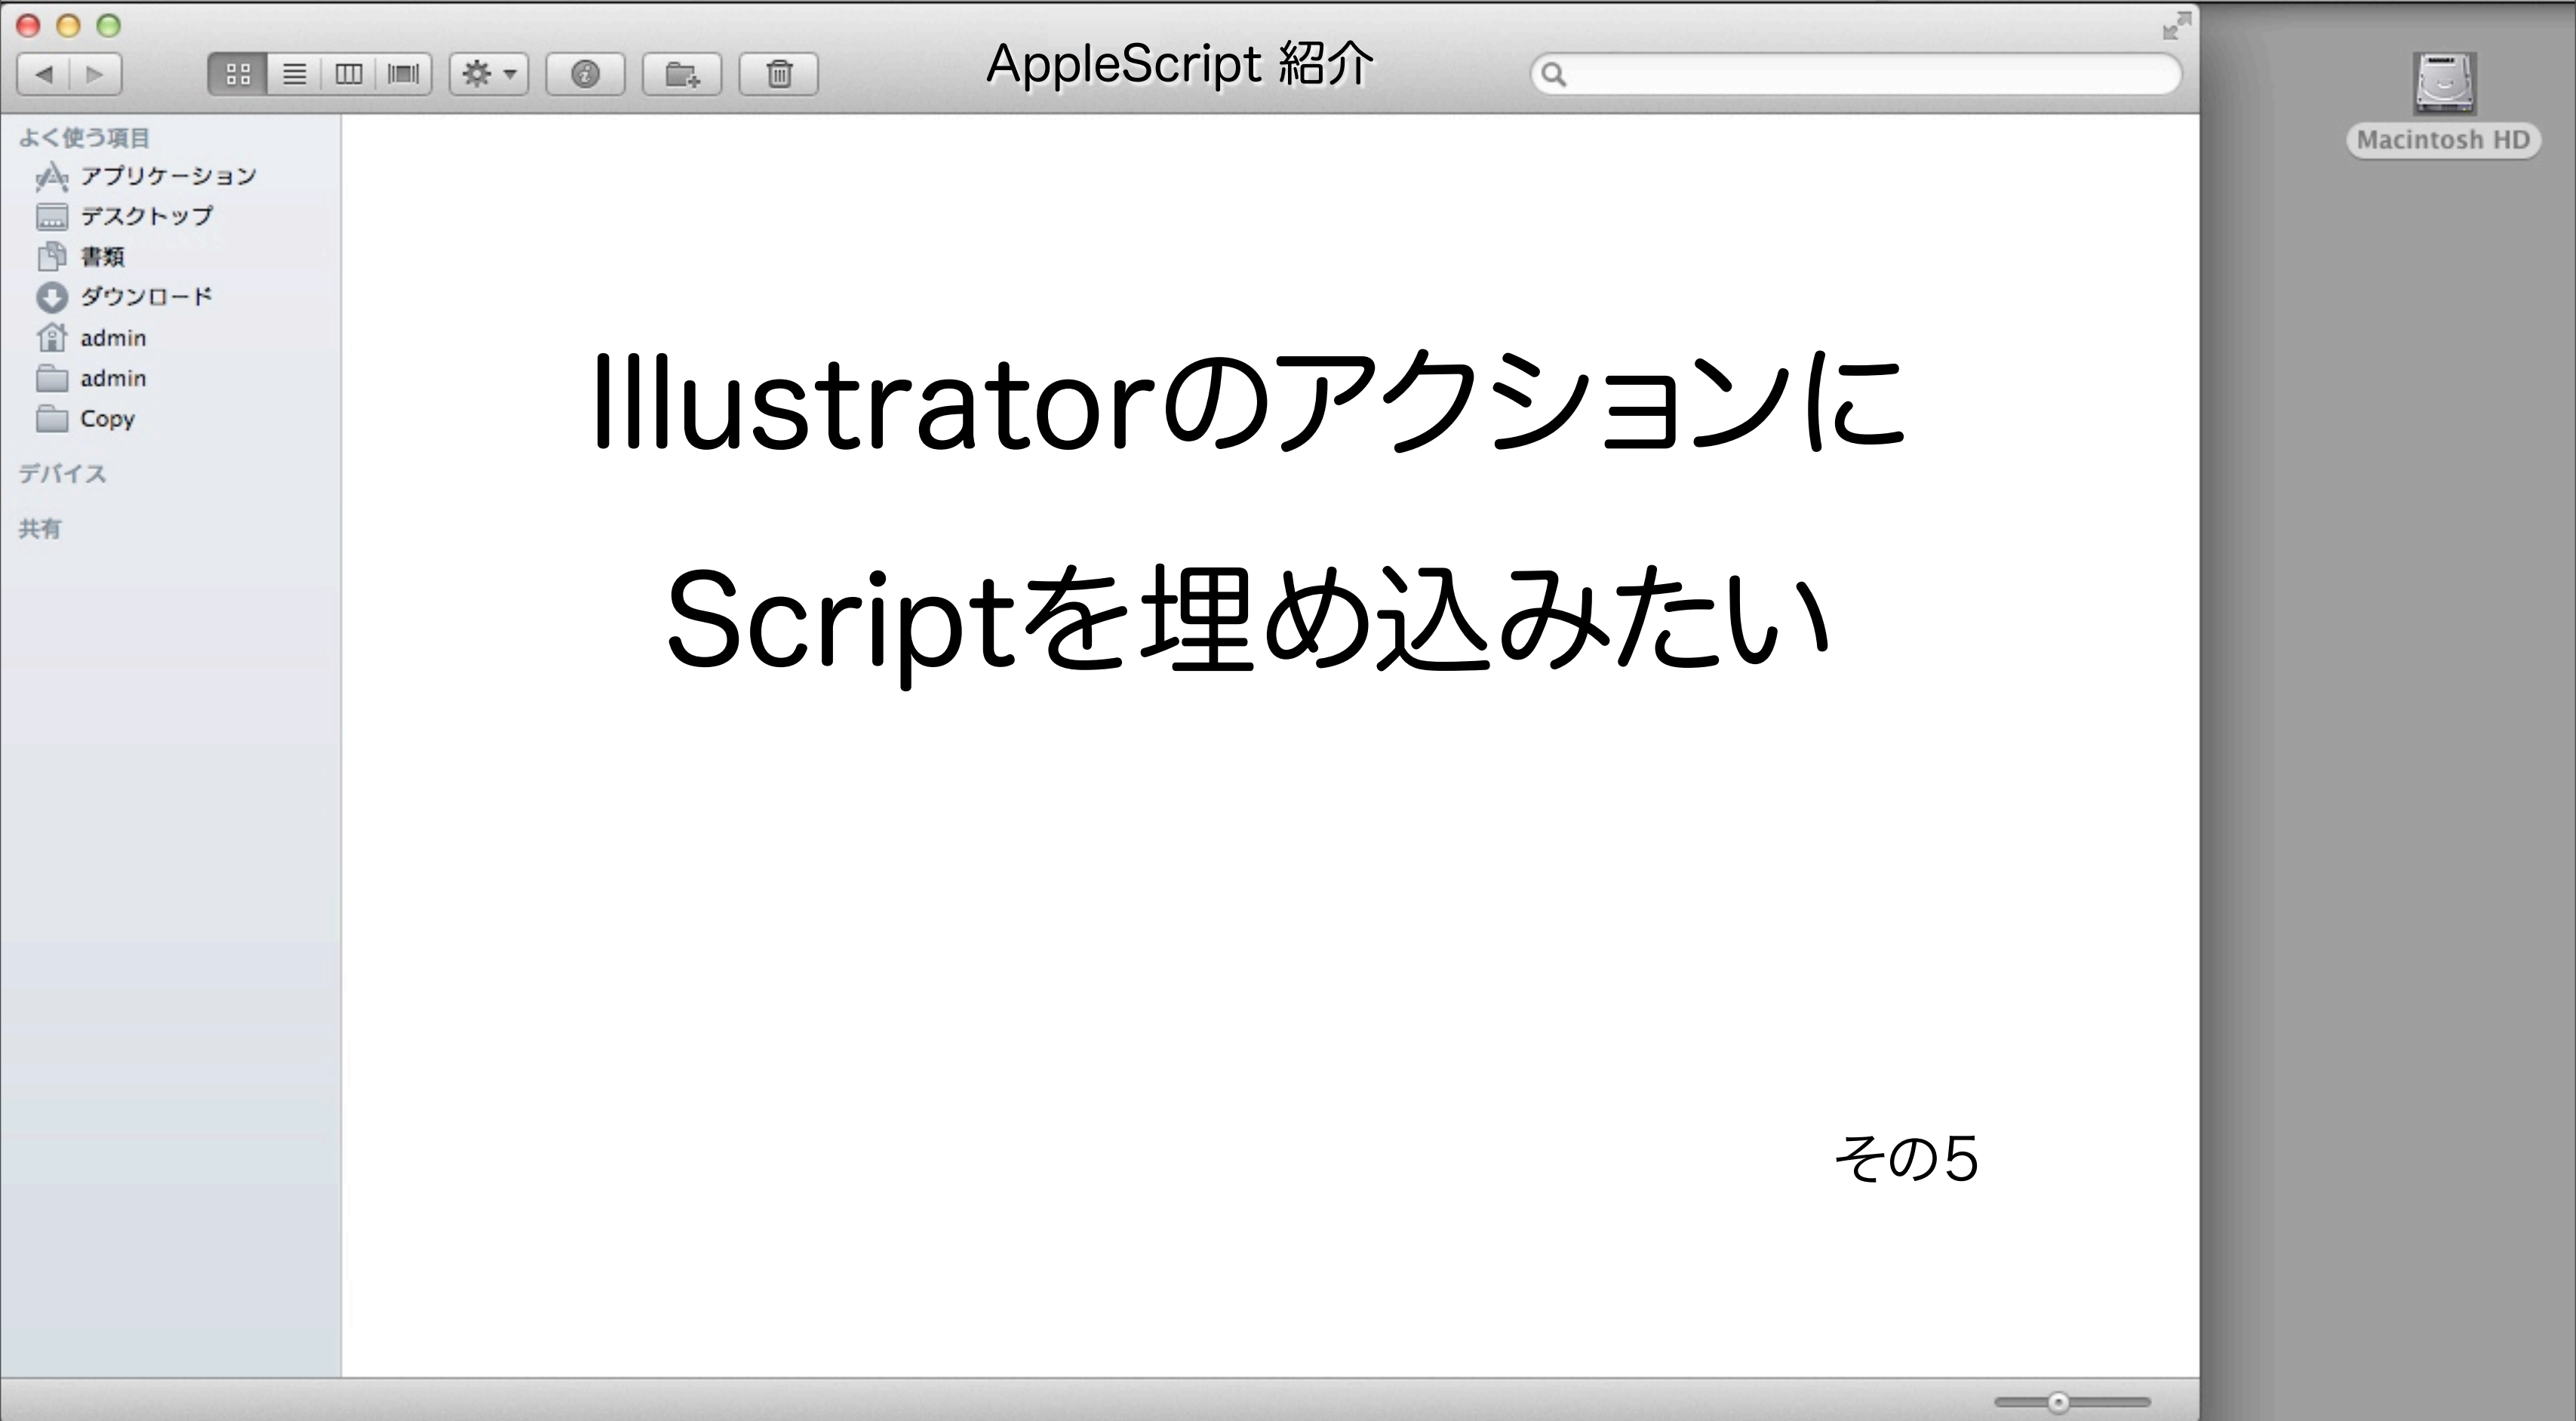 AppleScript 紹介
Macintosh HD
よく使う項目
アプリケーション
デスクトップ
書類
ダウンロード
admin
admin
Copy
デバイス
共有
Illustratorのアクションに
Scriptを埋め込みたい
その5